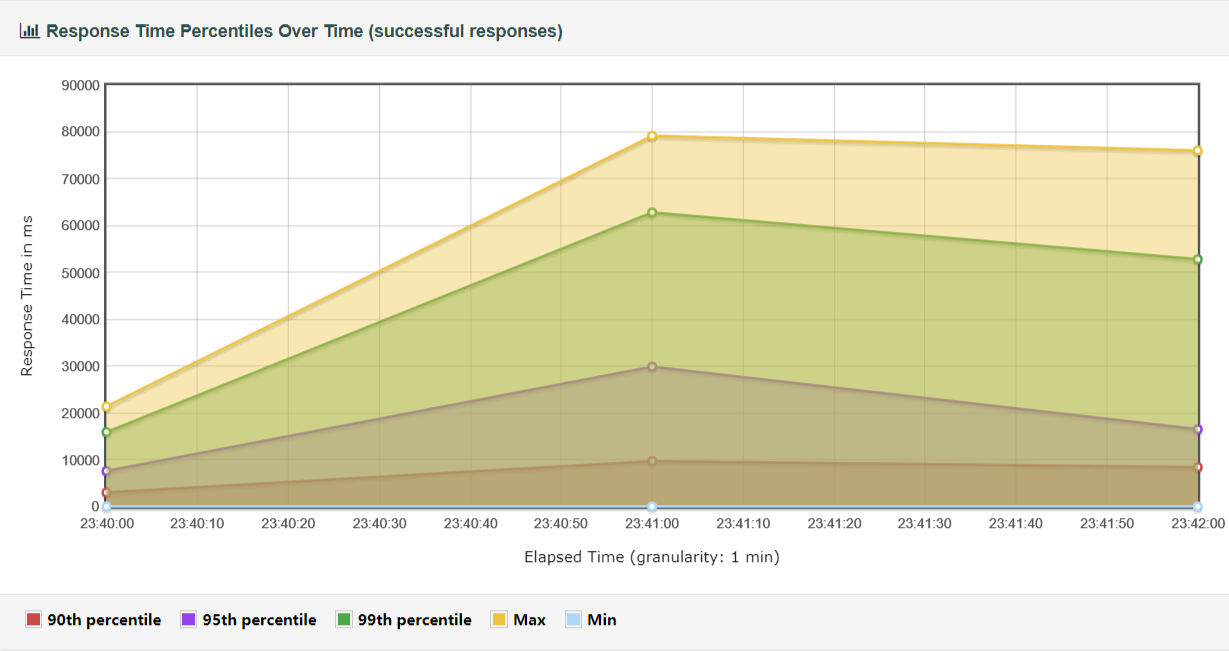 Response Time Percentiles Over Time (successful responses)
90000
80000
70000
60000
50000
40000
30000
20000
10000
0
Response Time in ms
23:40:00 23:40:10 23:40:20 23:40:30 23:40:40 23:40:50 23:41:00 23:41:10 23:41:20 23:41:30 23:41:40 23:41:50 23:42:00
Elapsed Time (granularity: 1 min)
90th percentile 95th percentile 99th percentile Max Min